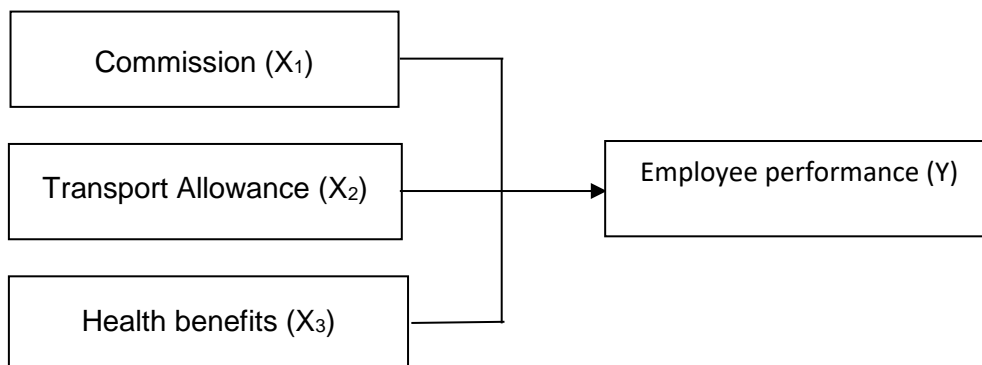 Commission (X₁)
Transport Allowance (X₂)
Employee performance (Y)
Health benefits (X₃)